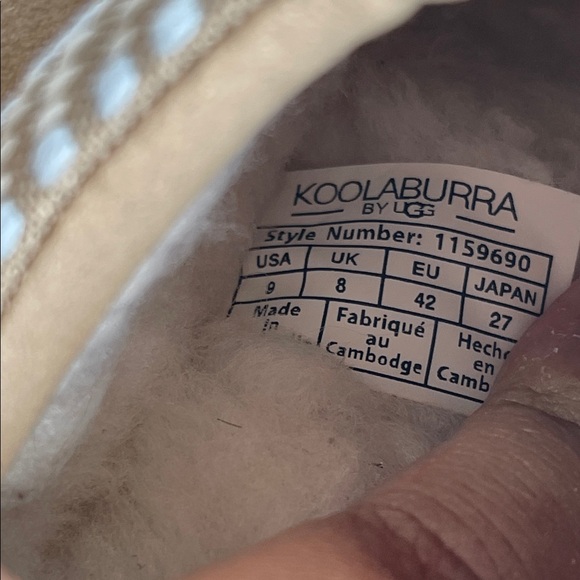 KOOLABURRA
BY UGG
Style Number: 1159690
USA UK EU JAPAN
9 8 42 27
Made in
Fabriqué au Cambodge
en